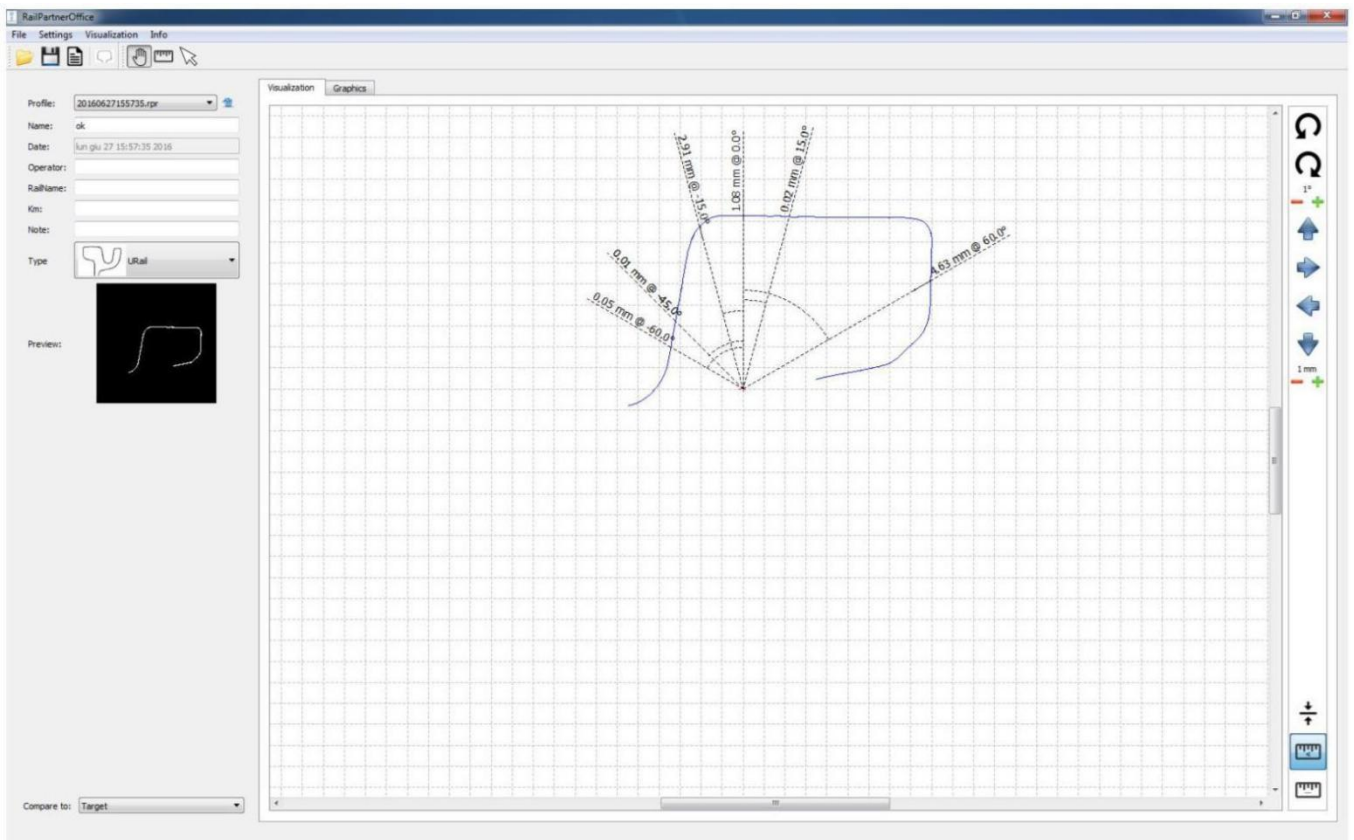 RailPartnerOffice
File Settings Visualization Info
Visualization Graphics
Profile: 20160627155735.rpr
Name: ok
Date: lun giu 27 15:57:35 2016
Operator:
RailName:
Km:
Note:
Type URail
Preview:
2.91 mm @ -15.0°
1.08 mm @ 0.0°
0.02 mm @ 15.0°
0.01 mm @ -45.0°
0.05 mm @ -60.0°
4.63 mm @ 60.0°
1°
1 mm
Compare to: Target